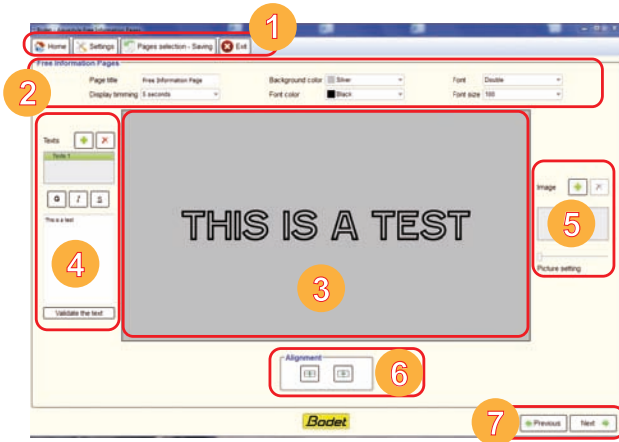 1
Home Settings Pages selection - Saving Exit
Free Information Pages
2
Page title Free Information Page Background color Silver Font Double
Display timming 5 seconds Font color Black Font size 100
Texts
Texte 1
G I S
This is a text
4
Validate the text
THIS IS A TEST
3
Image
5
Picture setting
Alignment
6
Bodet
7
Previous Next